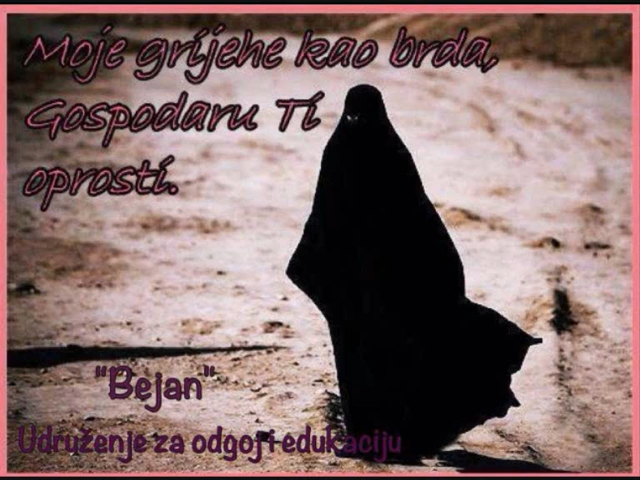 Moje grijehe kao brda,
Gospodaru Ti
oprosti.
"Bejan"
Udruženje za odgoj i edukaciju